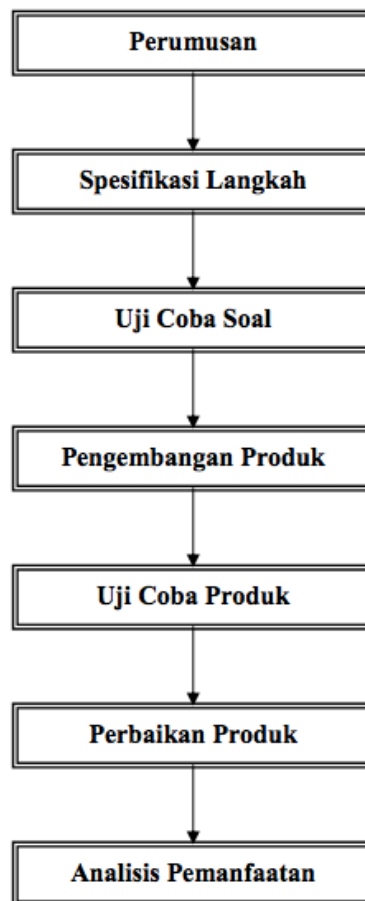 Perumusan
Spesifikasi Langkah
Uji Coba Soal
Pengembangan Produk
Uji Coba Produk
Perbaikan Produk
Analisis Pemanfaatan